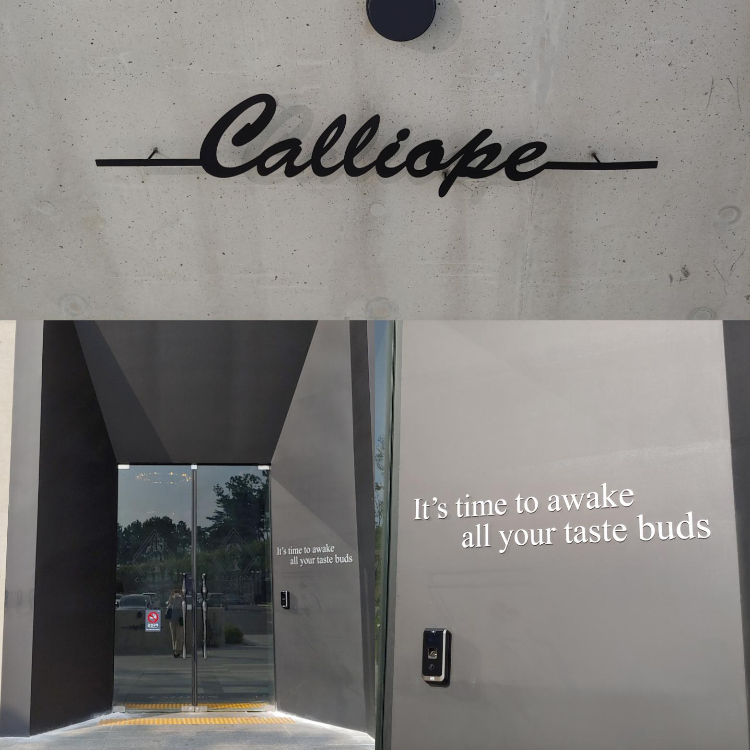 Calliope
It's time to awake
all your taste buds
It's time to awake
all your taste buds